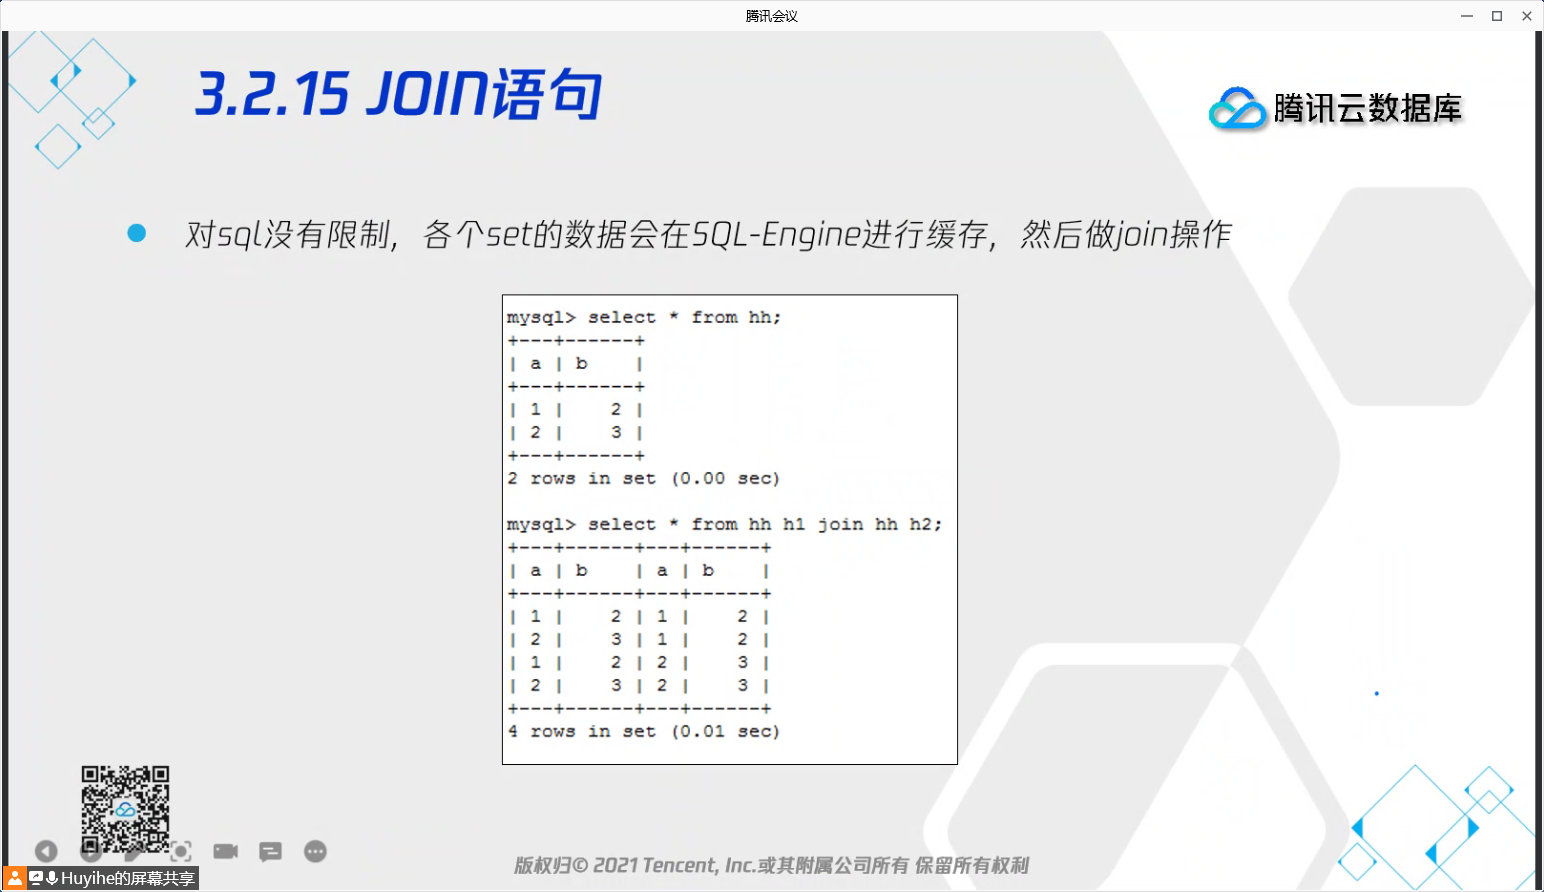 腾讯会议
3.2.15 JOIN语句
腾讯云数据库
对sql没有限制，各个set的数据会在SQL-Engine进行缓存，然后做join操作
mysql> select * from hh;
+---+------+
| a | b    |
+---+------+
| 1 |    2 |
| 2 |    3 |
+---+------+
2 rows in set (0.00 sec)
mysql> select * from hh h1 join hh h2;
+---+------+---+------+
| a | b    | a | b    |
+---+------+---+------+
| 1 |    2 | 1 |    2 |
| 2 |    3 | 1 |    2 |
| 1 |    2 | 2 |    3 |
| 2 |    3 | 2 |    3 |
+---+------+---+------+
4 rows in set (0.01 sec)
Huyihe的屏幕共享
版权归© 2021 Tencent, Inc.或其附属公司所有 保留所有权利